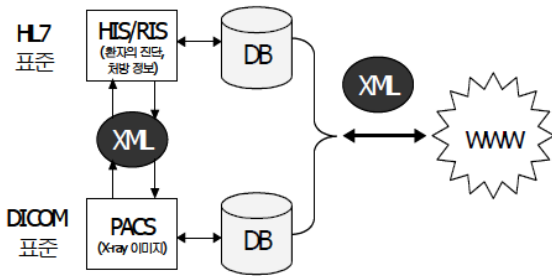 HL7
표준
HIS/RIS
(환자의 진단,
처방 정보)
DB
XML
XML
WWW
DICOM
표준
PACS
(X-ray 이미지)
DB